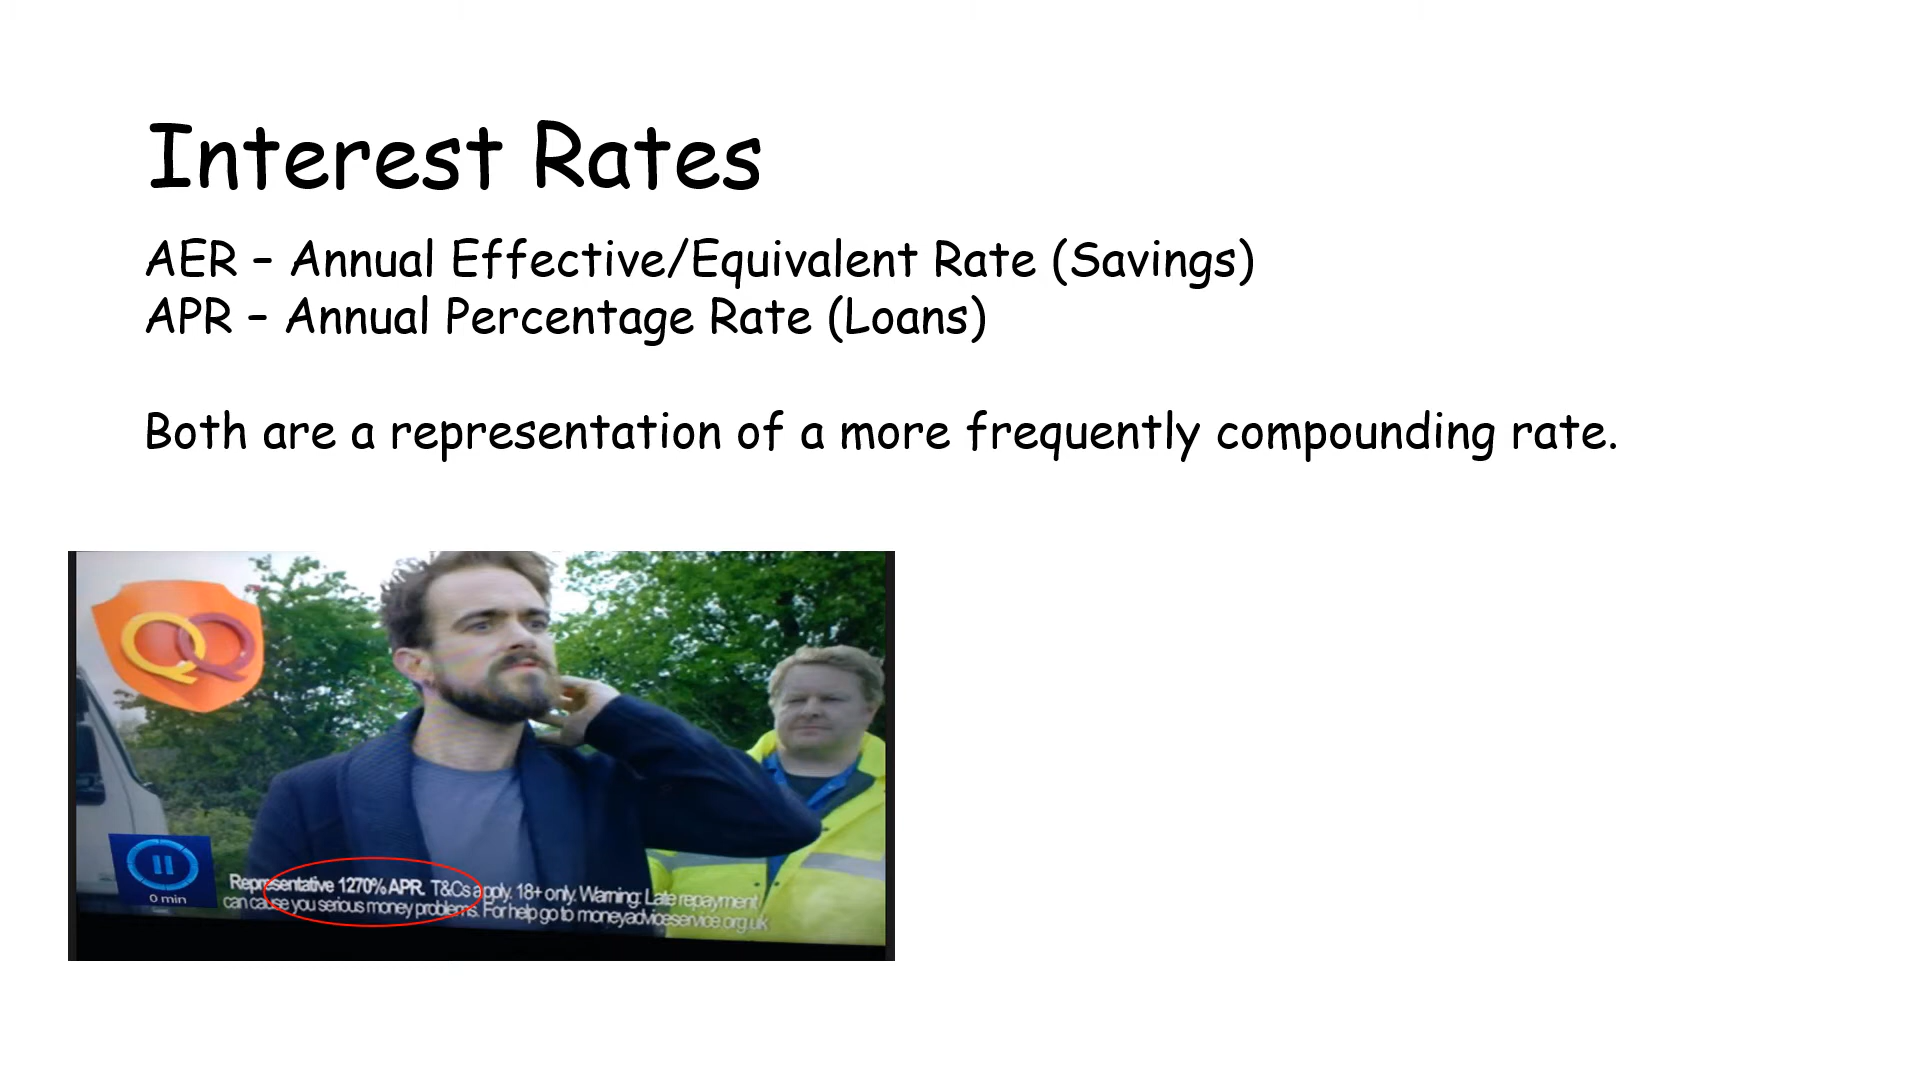 Interest Rates
AER – Annual Effective/Equivalent Rate (Savings)
APR – Annual Percentage Rate (Loans)
Both are a representation of a more frequently compounding rate.
QQ
0 min
Representative 1270% APR. T&Cs apply. 18+ only. Warning: Late repayment
can cause you serious money problems. For help go to moneyadviceservice.org.uk